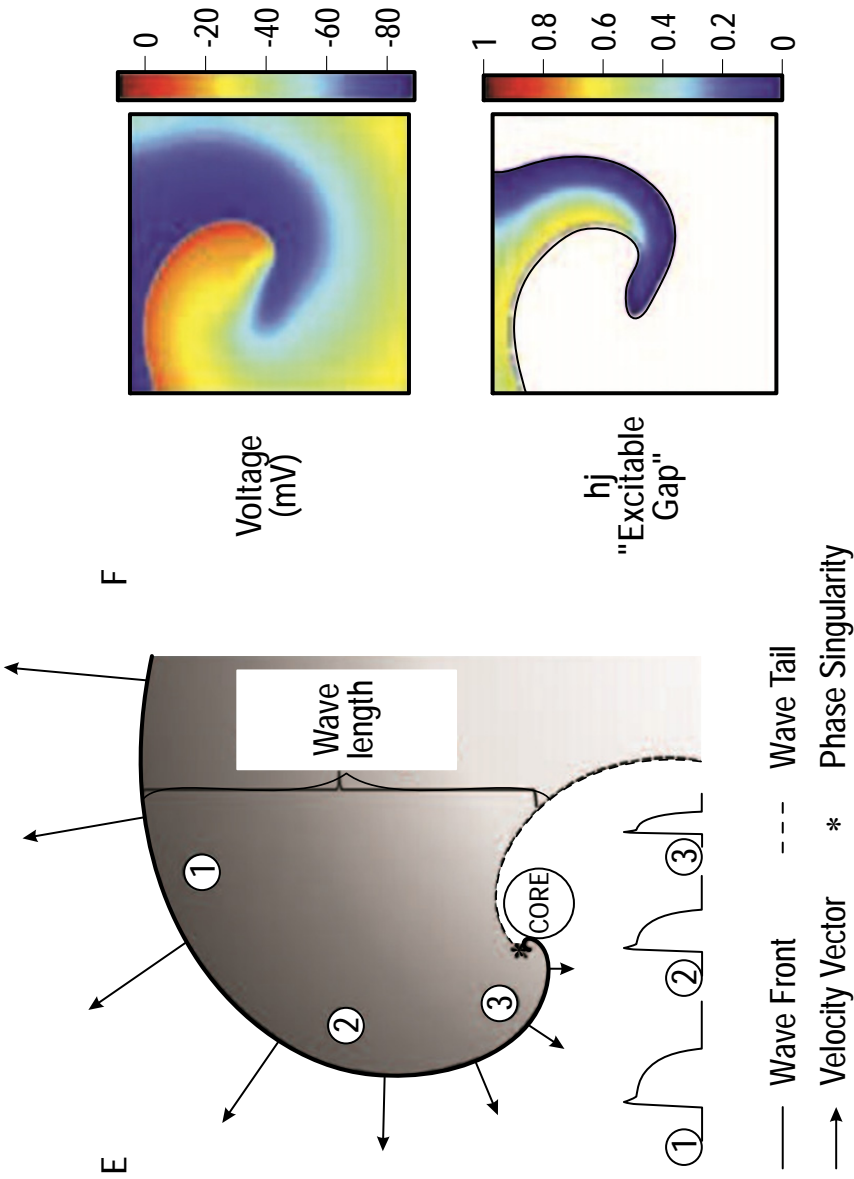 E
1
2
3
CORE
Wave
length
1
2
3
Wave Front
Wave Tail
Velocity Vector
* Phase Singularity
F
Voltage
(mV)
0
-20
-40
-60
-80
hj
"Excitable
Gap"
1
0.8
0.6
0.4
0.2
0